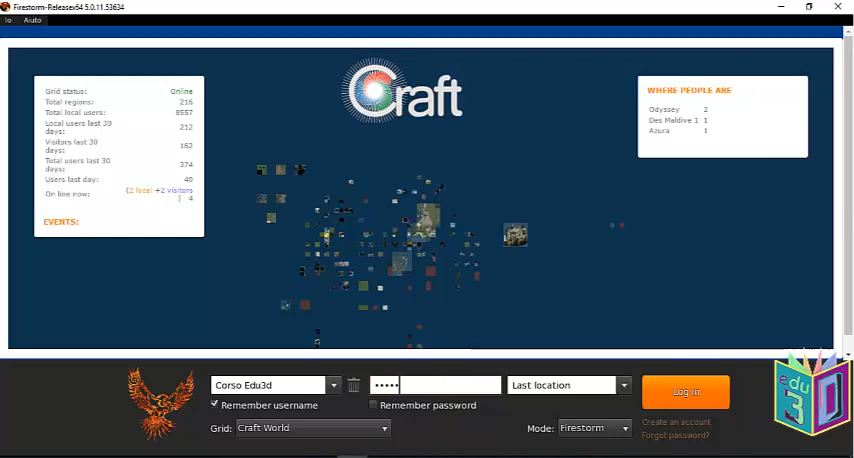 Firestorm-Releasex64 5.0.11.53634
Io Aiuto
Craft
Grid status: Online
Total regions: 216
Total local users: 8557
Local users last 30 days: 212
Visitors last 30 days: 162
Total users last 30 days: 374
Users last day: 40
On line now: (2 local +2 visitors ) 4
EVENTS:
WHERE PEOPLE ARE
Odyssey 2
Des Maldive 1 1
Azura 1
Corso Edu3d
•••••
Last location
Log In
Remember username
Remember password
Create an account
Forgot password?
Grid: Craft World
Mode: Firestorm
edu
3D